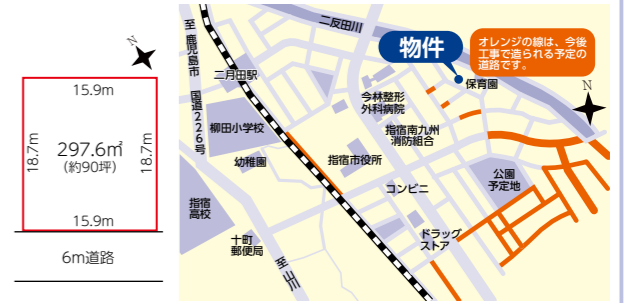 N
15.9m
18.7m
297.6㎡
(約90坪)
18.7m
15.9m
6m道路
至 鹿児島市
二反田川
物件
オレンジの線は、今後
工事で造られる予定の
道路です。
二月田駅
保育園
N
国道226号
今林整形
外科病院
柳田小学校
指宿南九州
消防組合
幼稚園
指宿市役所
公園
予定地
コンビニ
指宿
高校
十町
郵便局
ドラッグ
ストア
至 山川